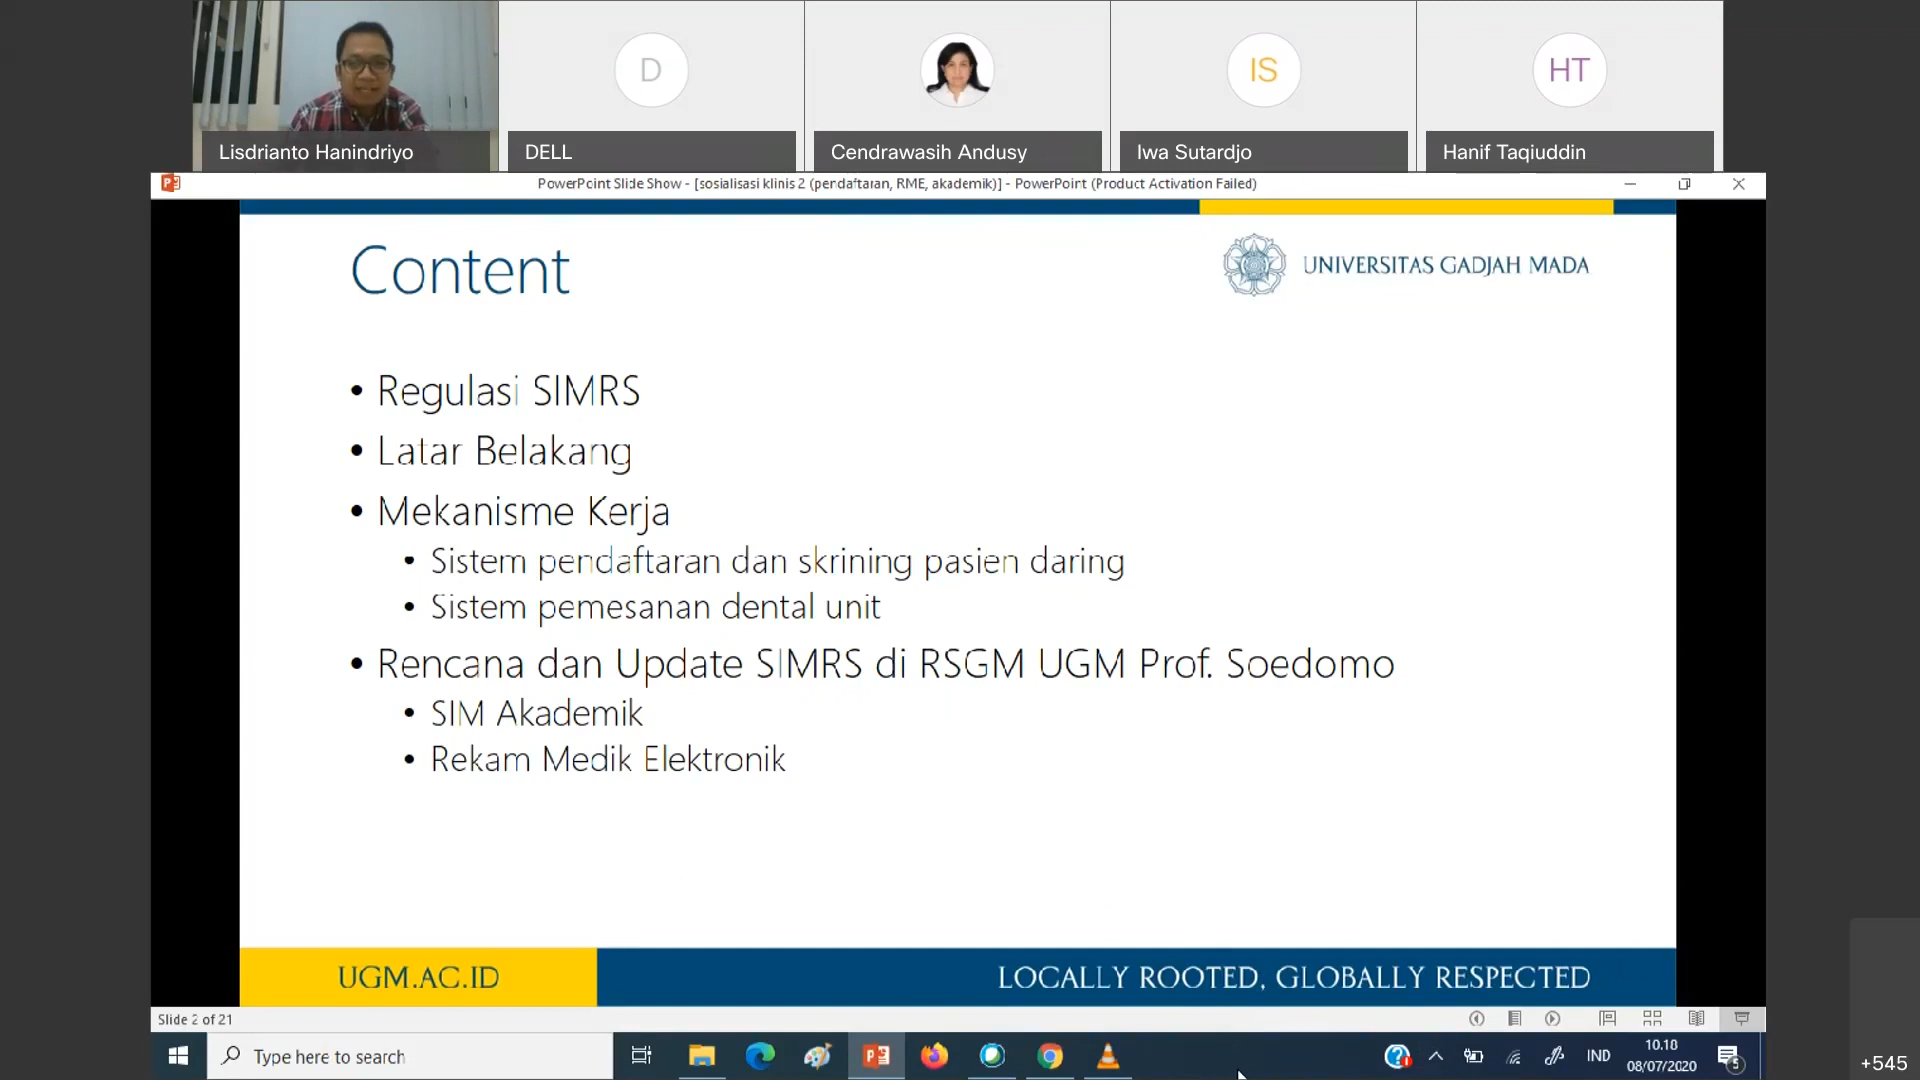 D
IS
HT
Lisdrianto Hanindriyo
DELL
Cendrawasih Andusy
Iwa Sutardjo
Hanif Taqiuddin
PowerPoint Slide Show - [sosialisasi klinis 2 (pendaftaran, RME, akademik)] - PowerPoint (Product Activation Failed)
Content
UNIVERSITAS GADJAH MADA
• Regulasi SIMRS
• Latar Belakang
• Mekanisme Kerja
• Sistem pendaftaran dan skrining pasien daring
• Sistem pemesanan dental unit
• Rencana dan Update SIMRS di RSGM UGM Prof. Soedomo
• SIM Akademik
• Rekam Medik Elektronik
UGM.AC.ID
LOCALLY ROOTED, GLOBALLY RESPECTED
Slide 2 of 21
Type here to search
IND
10.18
08/07/2020
5
+545